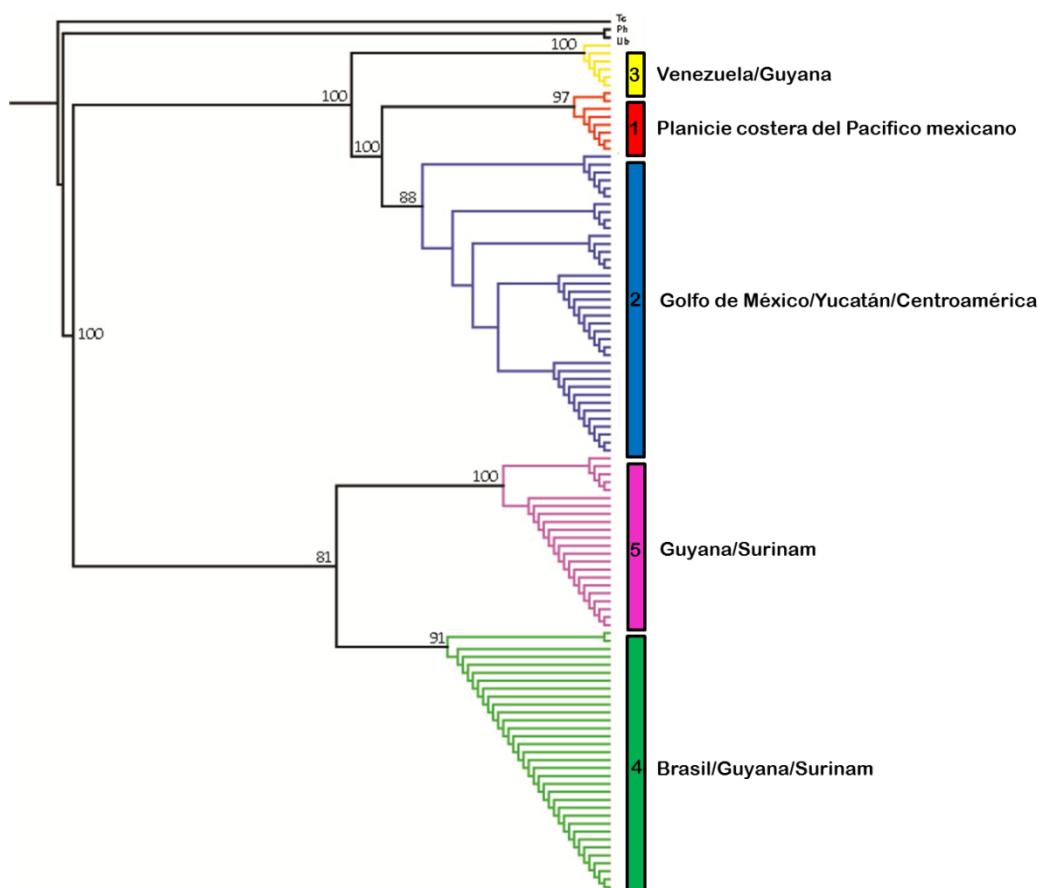 Tc
Ph
Ub
100
3
Venezuela/Guyana
97
1
Planicie costera del Pacifico mexicano
100
100
88
2
Golfo de México/Yucatán/Centroamérica
100
100
5
Guyana/Surinam
81
91
4
Brasil/Guyana/Surinam